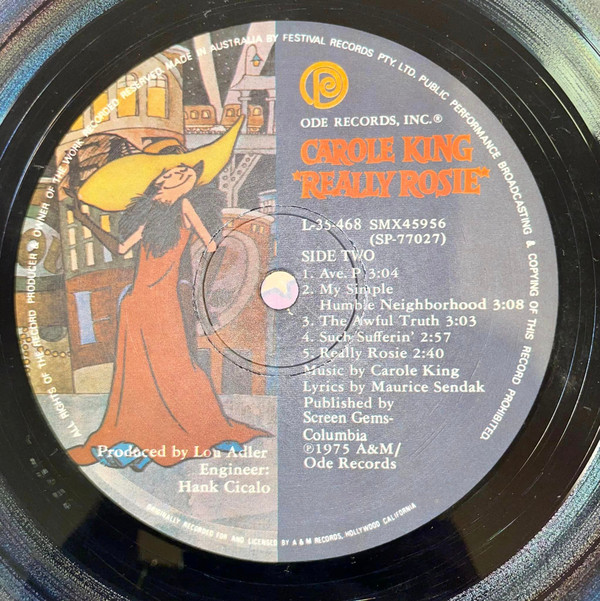 ALL RIGHTS OF THE RECORD PRODUCER & OWNER OF THE WORK RECORDED RESERVED MADE IN AUSTRALIA BY FESTIVAL RECORDS PTY. LTD. PUBLIC PERFORMANCE BROADCASTING & COPYING OF THIS RECORD PROHIBITED
ODE RECORDS, INC.®
CAROLE KING
"REALLY ROSIE"
L-35-468 SMX45956
(SP-77027)
SIDE TWO
1. Ave. P 3:04
2. My Simple
Humble Neighborhood 3:08
3. The Awful Truth 3:03
4. Such Sufferin' 2:57
5. Really Rosie 2:40
Music by Carole King
Lyrics by Maurice Sendak
Published by
Screen Gems-
Columbia
℗1975 A&M/
Ode Records
Produced by Lou Adler
Engineer:
Hank Cicalo
ORIGINALLY RECORDED FOR AND LICENSED BY A & M RECORDS, HOLLYWOOD CALIFORNIA